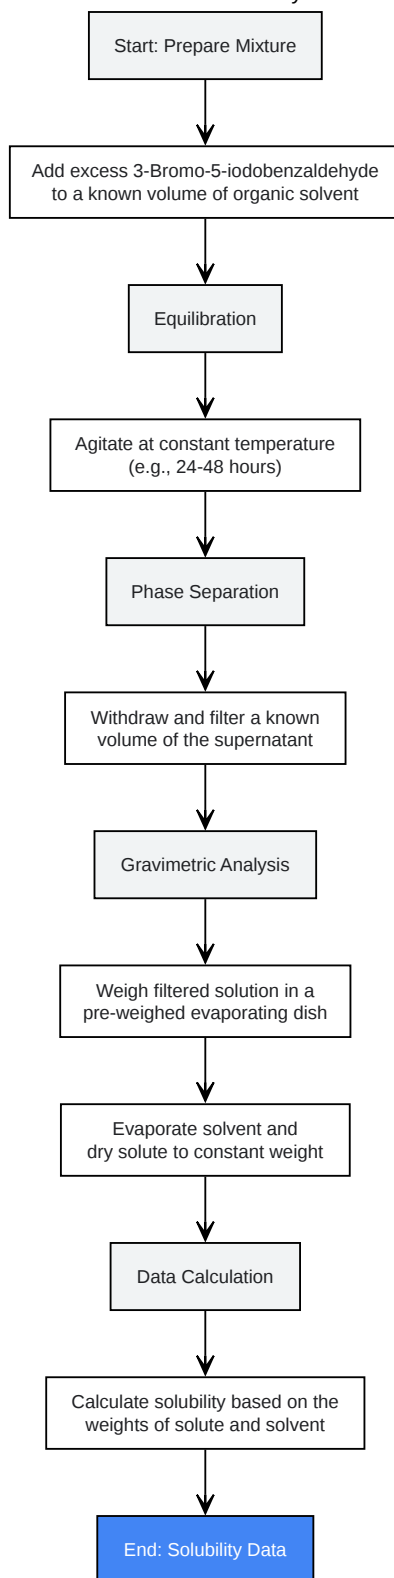 Start: Prepare Mixture
Add excess 3-Bromo-5-iodobenzaldehyde
to a known volume of organic solvent
Equilibration
Agitate at constant temperature
(e.g., 24-48 hours)
Phase Separation
Withdraw and filter a known
volume of the supernatant
Gravimetric Analysis
Weigh filtered solution in a
pre-weighed evaporating dish
Evaporate solvent and
dry solute to constant weight
Data Calculation
Calculate solubility based on the
weights of solute and solvent
End: Solubility Data